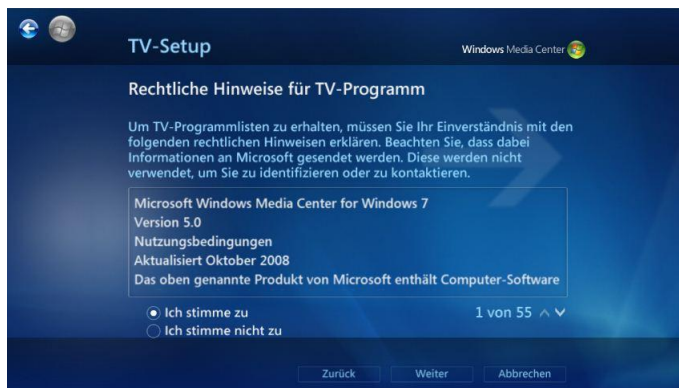 TV-Setup
Windows Media Center
Rechtliche Hinweise für TV-Programm
Um TV-Programmlisten zu erhalten, müssen Sie Ihr Einverständnis mit den
folgenden rechtlichen Hinweisen erklären. Beachten Sie, dass dabei
Informationen an Microsoft gesendet werden. Diese werden nicht
verwendet, um Sie zu identifizieren oder zu kontaktieren.
Microsoft Windows Media Center for Windows 7
Version 5.0
Nutzungsbedingungen
Aktualisiert Oktober 2008
Das oben genannte Produkt von Microsoft enthält Computer-Software
Ich stimme zu
1 von 55
Ich stimme nicht zu
Zurück Weiter Abbrechen